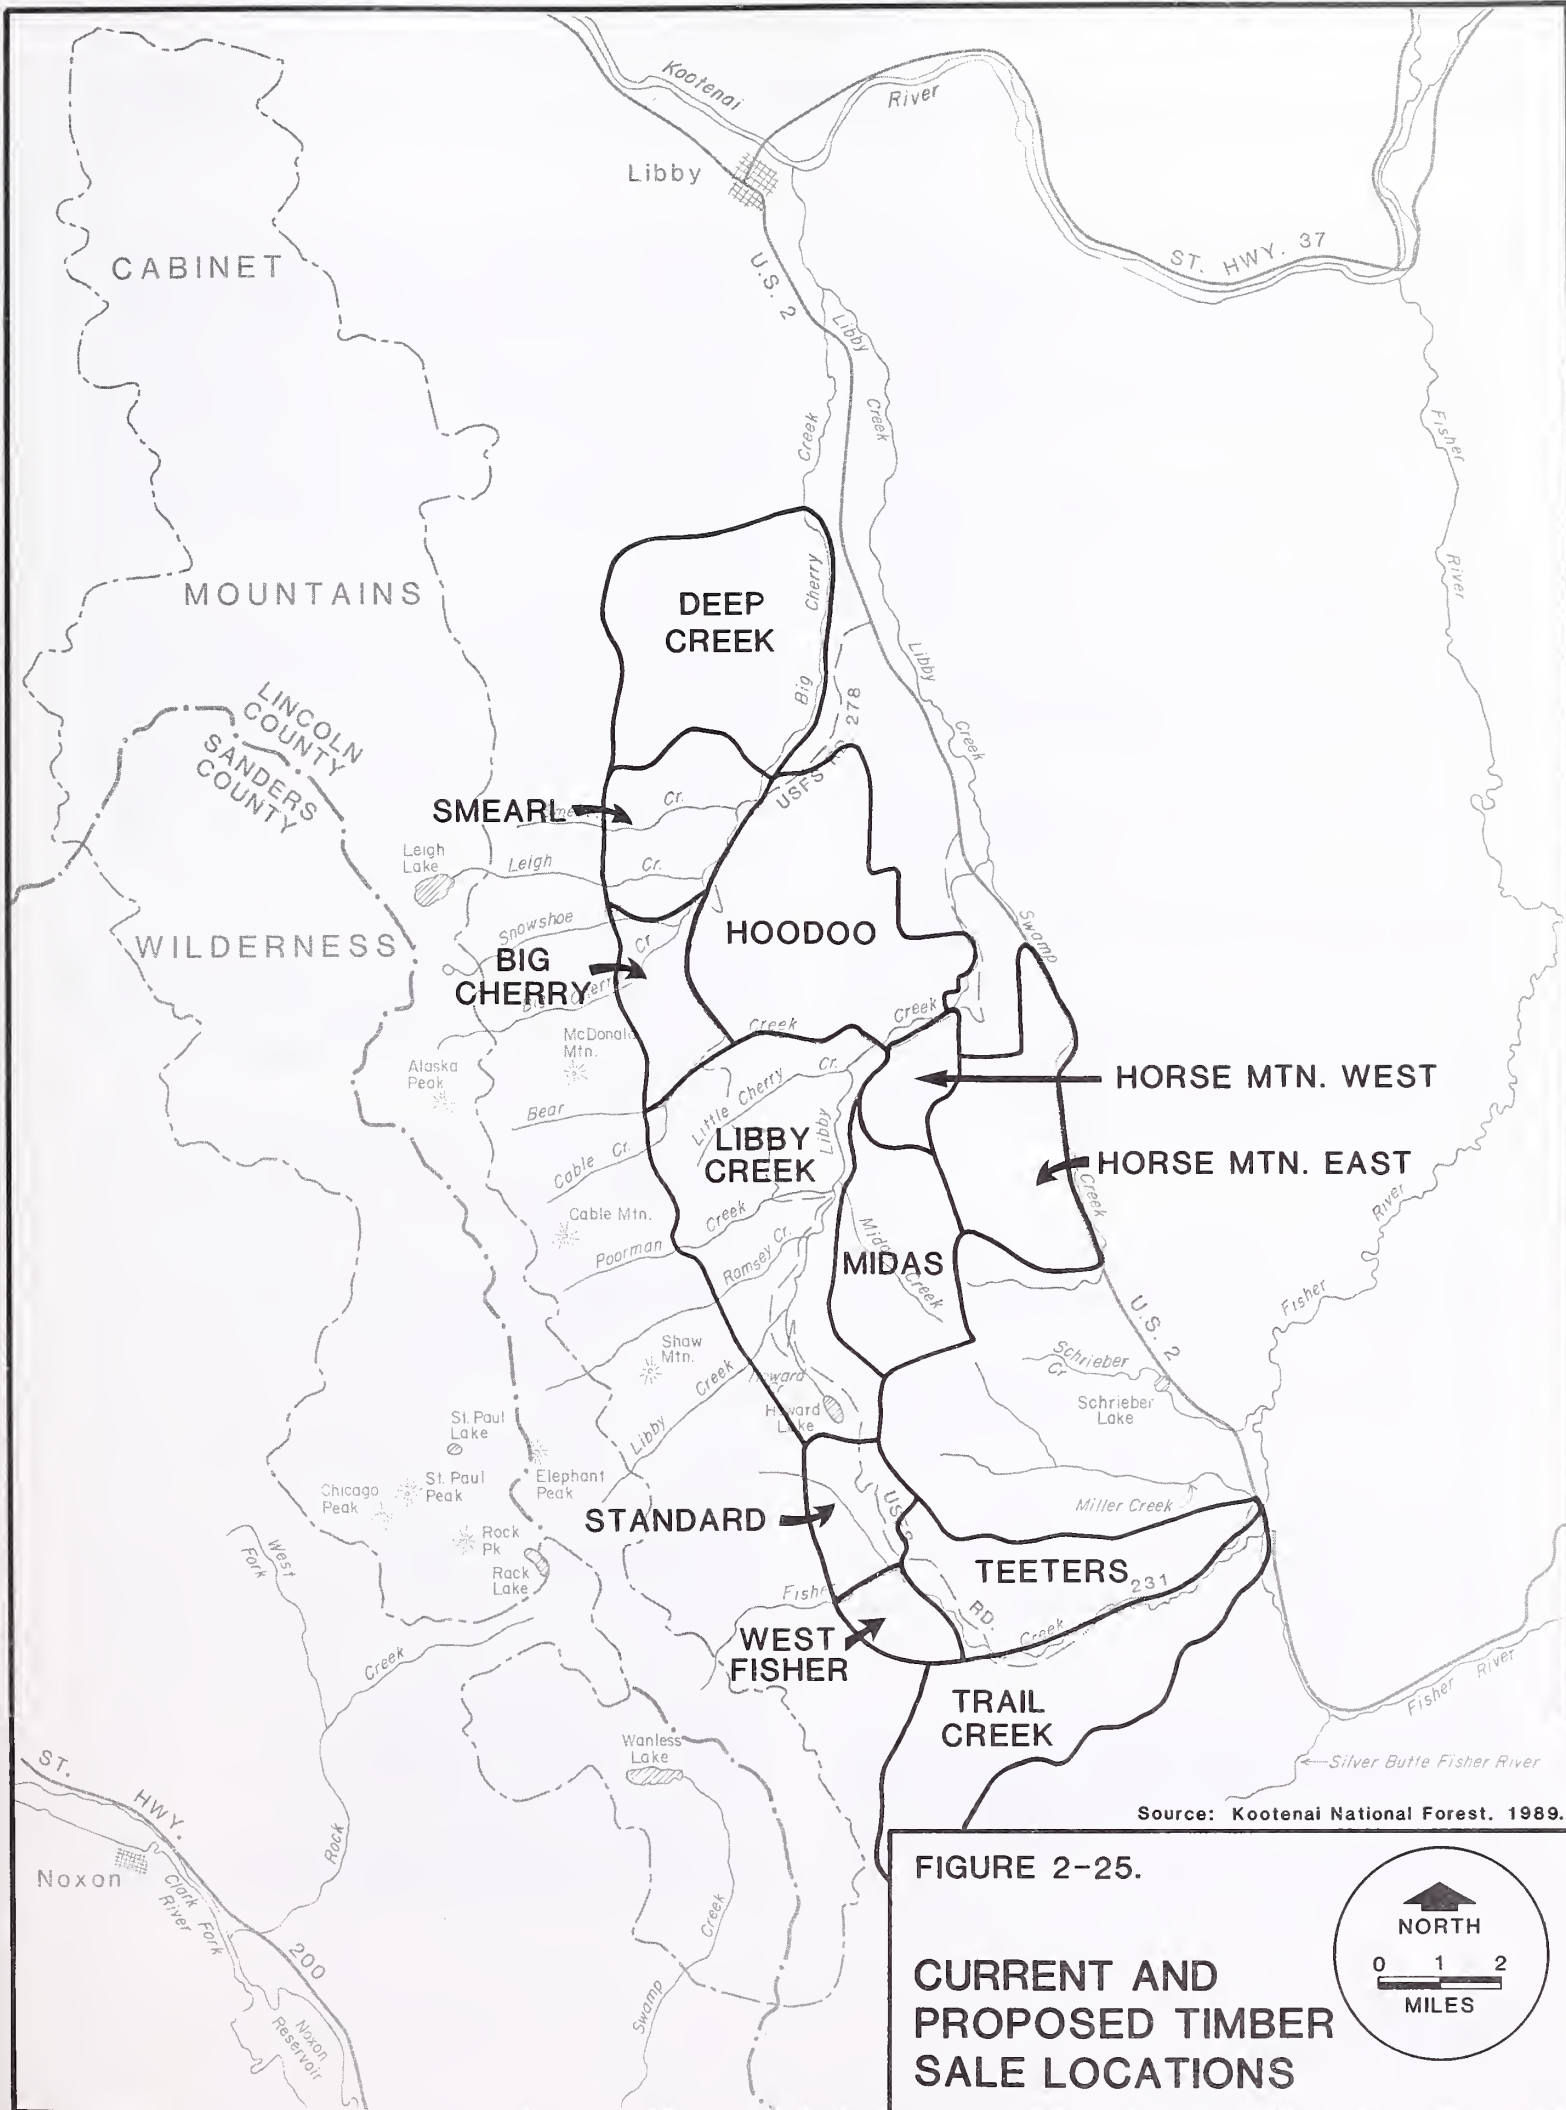 Kootenai
River
Libby
CABINET
ST. HWY. 37
U.S. 2
Libby
Creek
Creek
Fisher
River
DEEP
CREEK
Cherry
Big
MOUNTAINS
Libby
Creek
LINCOLN
COUNTY
SANDERS
COUNTY
USFS RD. 278
SMEARL
Cr.
Leigh
Lake
Leigh
Cr.
Snowshoe
Cr
WILDERNESS
HOODOO
Swamp
BIG
CHERRY
Big Cherry
Creek
Creek
McDonald
Mtn.
Alaska
Peak
HORSE MTN. WEST
Little Cherry
Cr.
Bear
LIBBY
CREEK
Libby
HORSE MTN. EAST
Cable Cr.
Creek
River
Cable Mtn.
Creek
Poorman
Ramsey Cr.
Midas
Creek
MIDAS
Fisher
U.S. 2
Shaw
Mtn.
Schrieber
Cr
Schrieber
Lake
Creek
Libby
Howard
Howard
Lake
St. Paul
Lake
St. Paul
Peak
Elephant
Peak
Chicago
Peak
Rock
Pk
Rock
Lake
STANDARD
USFS
Miller Creek
TEETERS
231
RD.
West
Fork
Fisher
Creek
WEST
FISHER
Creek
TRAIL
CREEK
Fisher River
Wanless
Lake
Silver Butte Fisher River
ST.
HWY.
200
Rock
Noxon
Clark Fork
River
Noxon
Reservoir
Swamp
Creek
Source: Kootenai National Forest. 1989.
FIGURE 2-25.
CURRENT AND
PROPOSED TIMBER
SALE LOCATIONS
NORTH
0 1 2
MILES